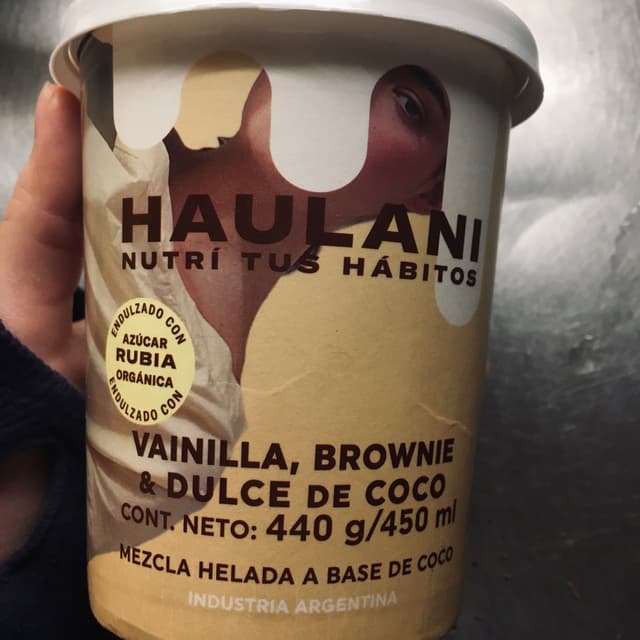 HAULANI
NUTRÍ TUS HÁBITOS
ENDULZADO CON
AZÚCAR
RUBIA
ORGÁNICA
ENDULZADO CON
VAINILLA, BROWNIE
& DULCE DE COCO
CONT. NETO: 440 g/450 ml
MEZCLA HELADA A BASE DE COCO
INDUSTRIA ARGENTINA